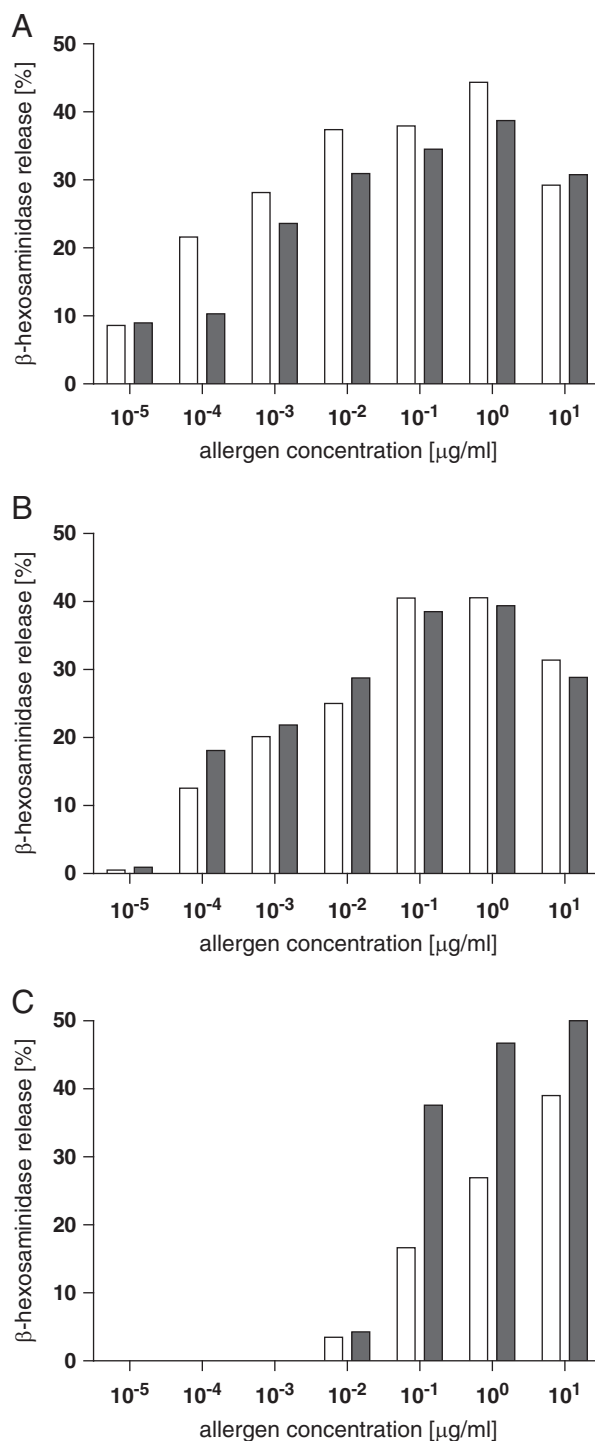 A
β-hexosaminidase release [%]
50
40
30
20
10
0
10⁻⁵ 10⁻⁴ 10⁻³ 10⁻² 10⁻¹ 10⁰ 10¹
allergen concentration [μg/ml]
B
β-hexosaminidase release [%]
50
40
30
20
10
0
10⁻⁵ 10⁻⁴ 10⁻³ 10⁻² 10⁻¹ 10⁰ 10¹
allergen concentration [μg/ml]
C
β-hexosaminidase release [%]
50
40
30
20
10
0
10⁻⁵ 10⁻⁴ 10⁻³ 10⁻² 10⁻¹ 10⁰ 10¹
allergen concentration [μg/ml]